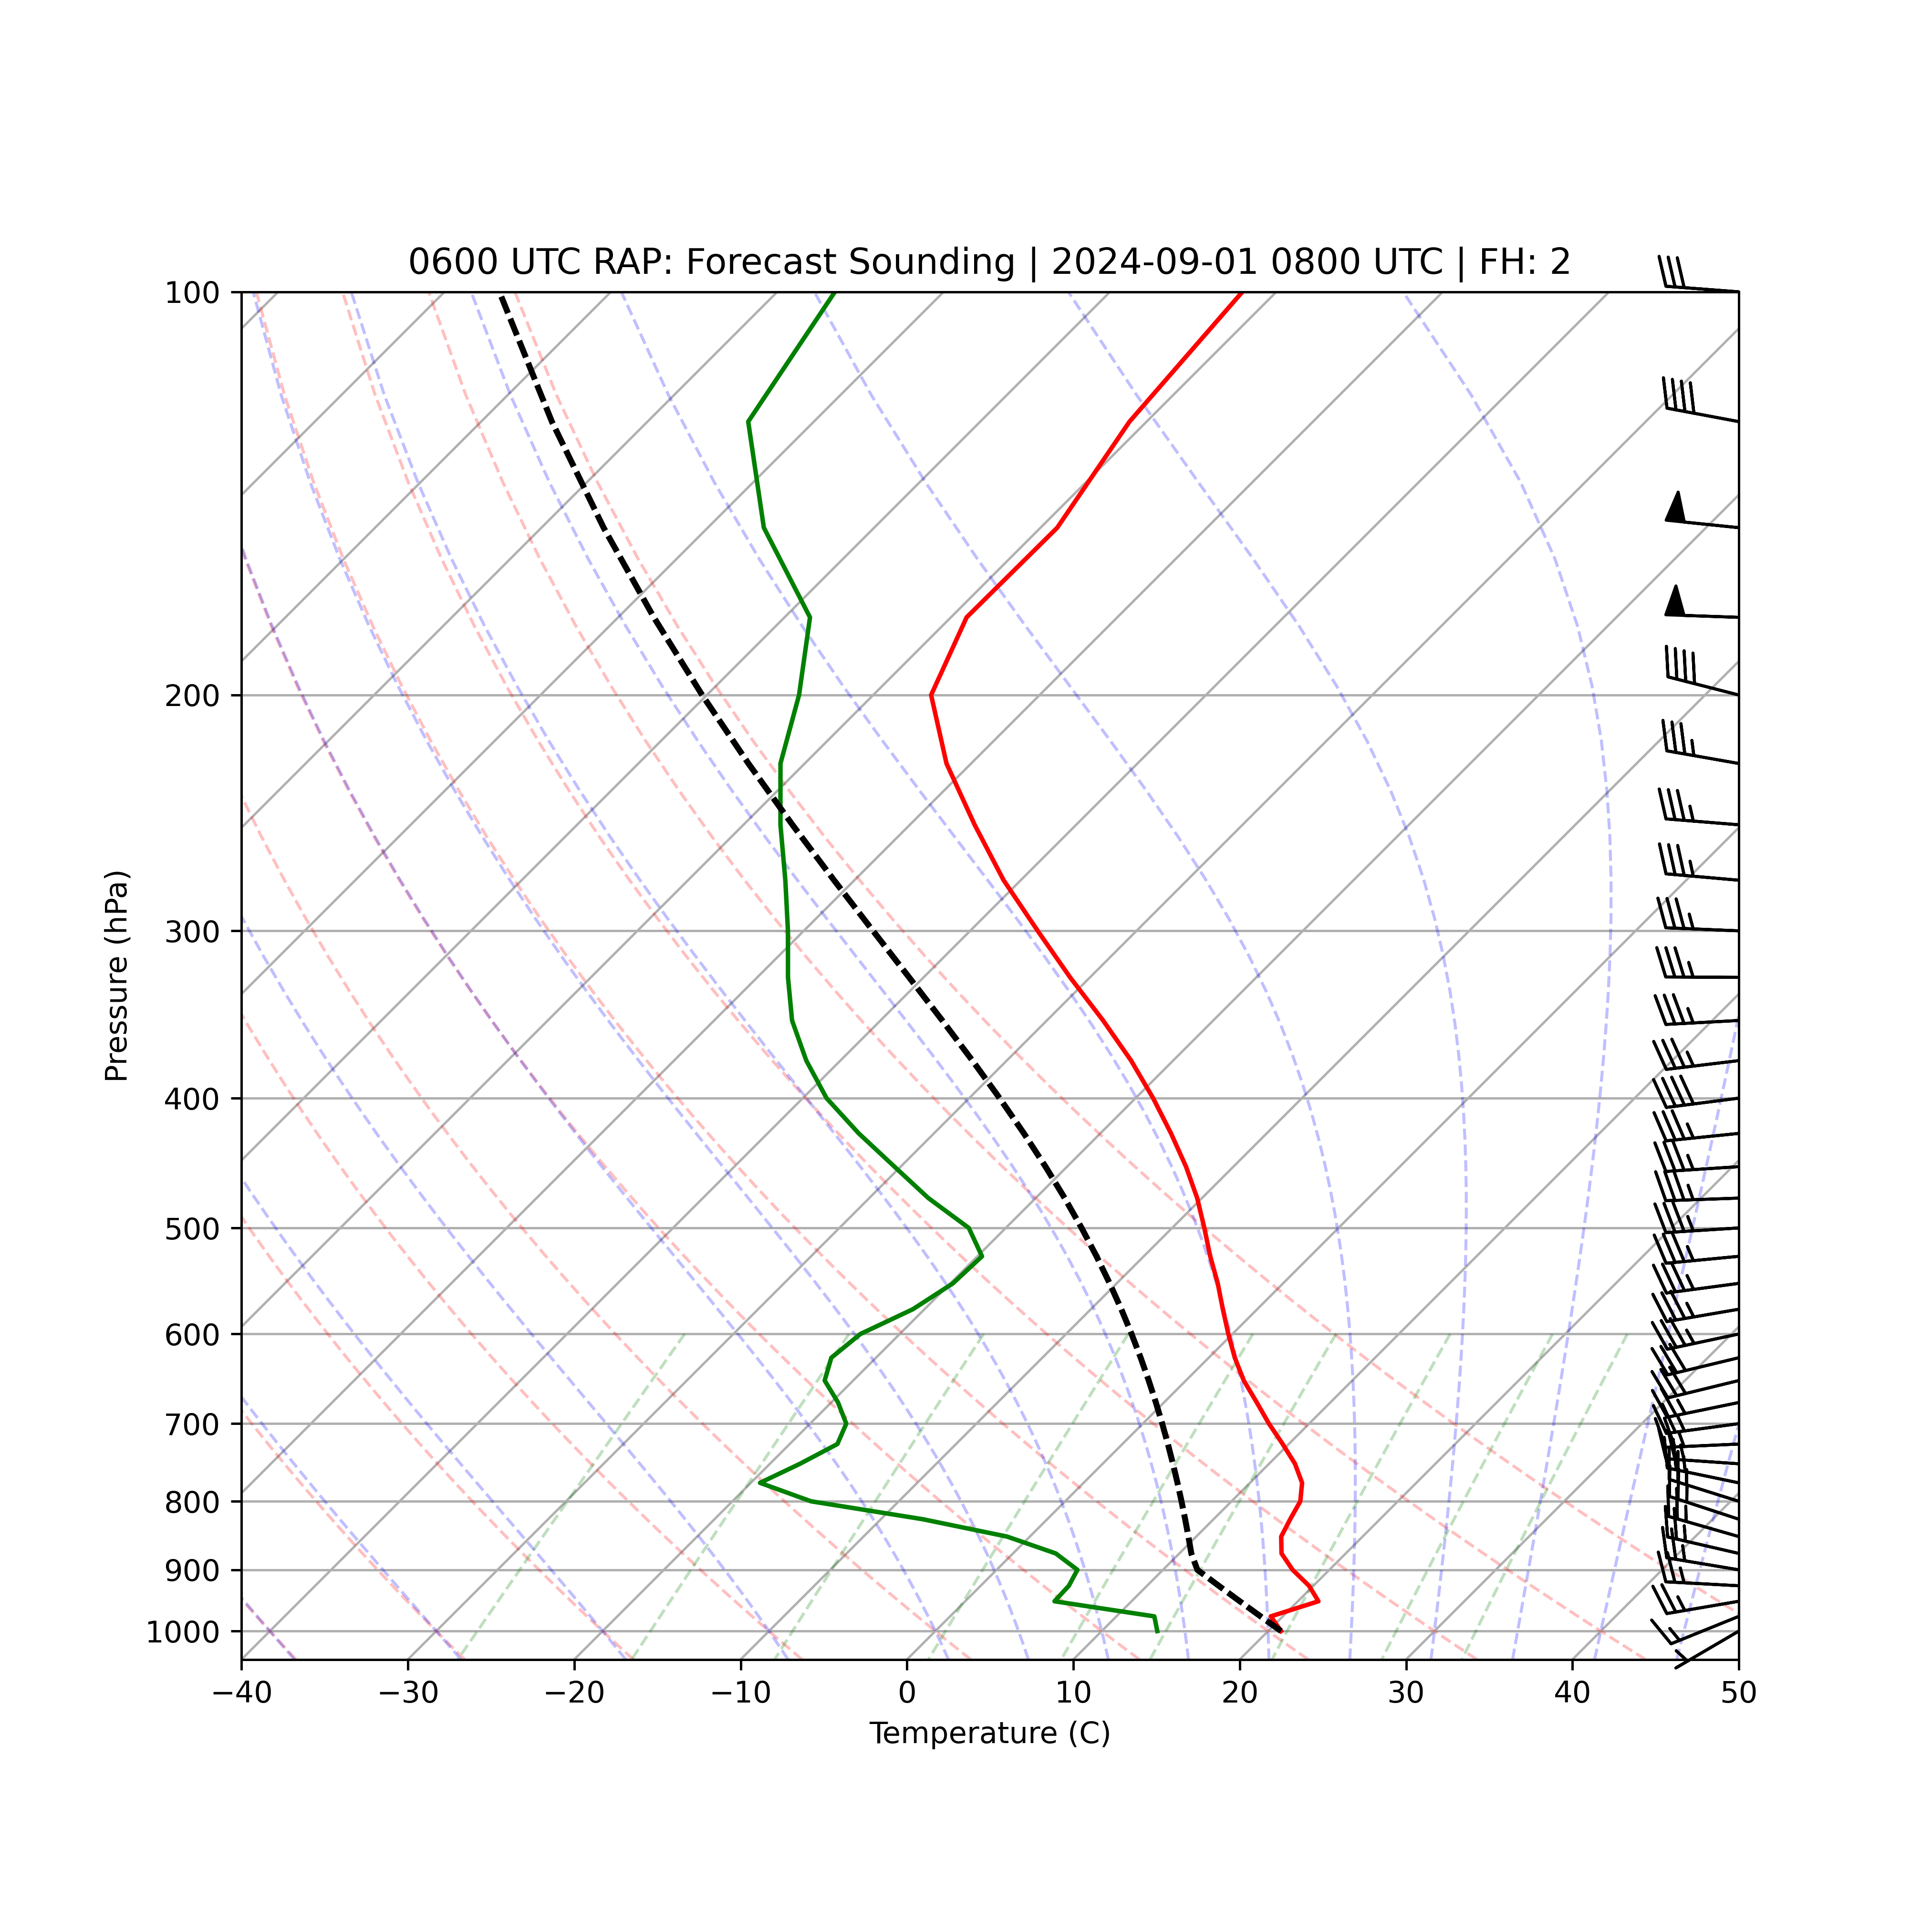 0600 UTC RAP: Forecast Sounding | 2024-09-01 0800 UTC | FH: 2
100
200
300
400
500
600
700
800
900
1000
Pressure (hPa)
−40 −30 −20 −10 0 10 20 30 40 50
Temperature (C)